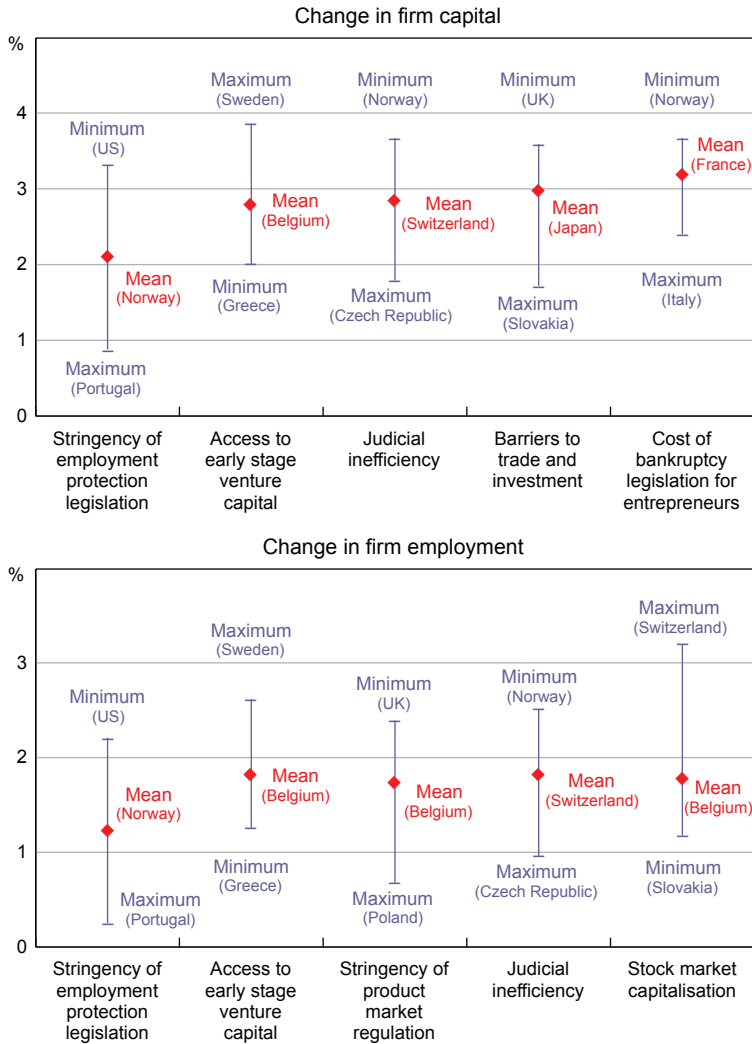 Change in firm capital
%
4
3
2
1
0
Minimum
(US)
Mean
(Norway)
Maximum
(Portugal)
Maximum
(Sweden)
Mean
(Belgium)
Minimum
(Greece)
Minimum
(Norway)
Mean
(Switzerland)
Maximum
(Czech Republic)
Minimum
(UK)
Mean
(Japan)
Maximum
(Slovakia)
Minimum
(Norway)
Mean
(France)
Maximum
(Italy)
Stringency of
employment
protection
legislation
Access to
early stage
venture
capital
Judicial
inefficiency
Barriers to
trade and
investment
Cost of
bankruptcy
legislation for
entrepreneurs
Change in firm employment
%
3
2
1
0
Minimum
(US)
Mean
(Norway)
Maximum
(Portugal)
Maximum
(Sweden)
Mean
(Belgium)
Minimum
(Greece)
Minimum
(UK)
Mean
(Belgium)
Maximum
(Poland)
Minimum
(Norway)
Mean
(Switzerland)
Maximum
(Czech Republic)
Maximum
(Switzerland)
Mean
(Belgium)
Minimum
(Slovakia)
Stringency of
employment
protection
legislation
Access to
early stage
venture
capital
Stringency of
product
market
regulation
Judicial
inefficiency
Stock market
capitalisation